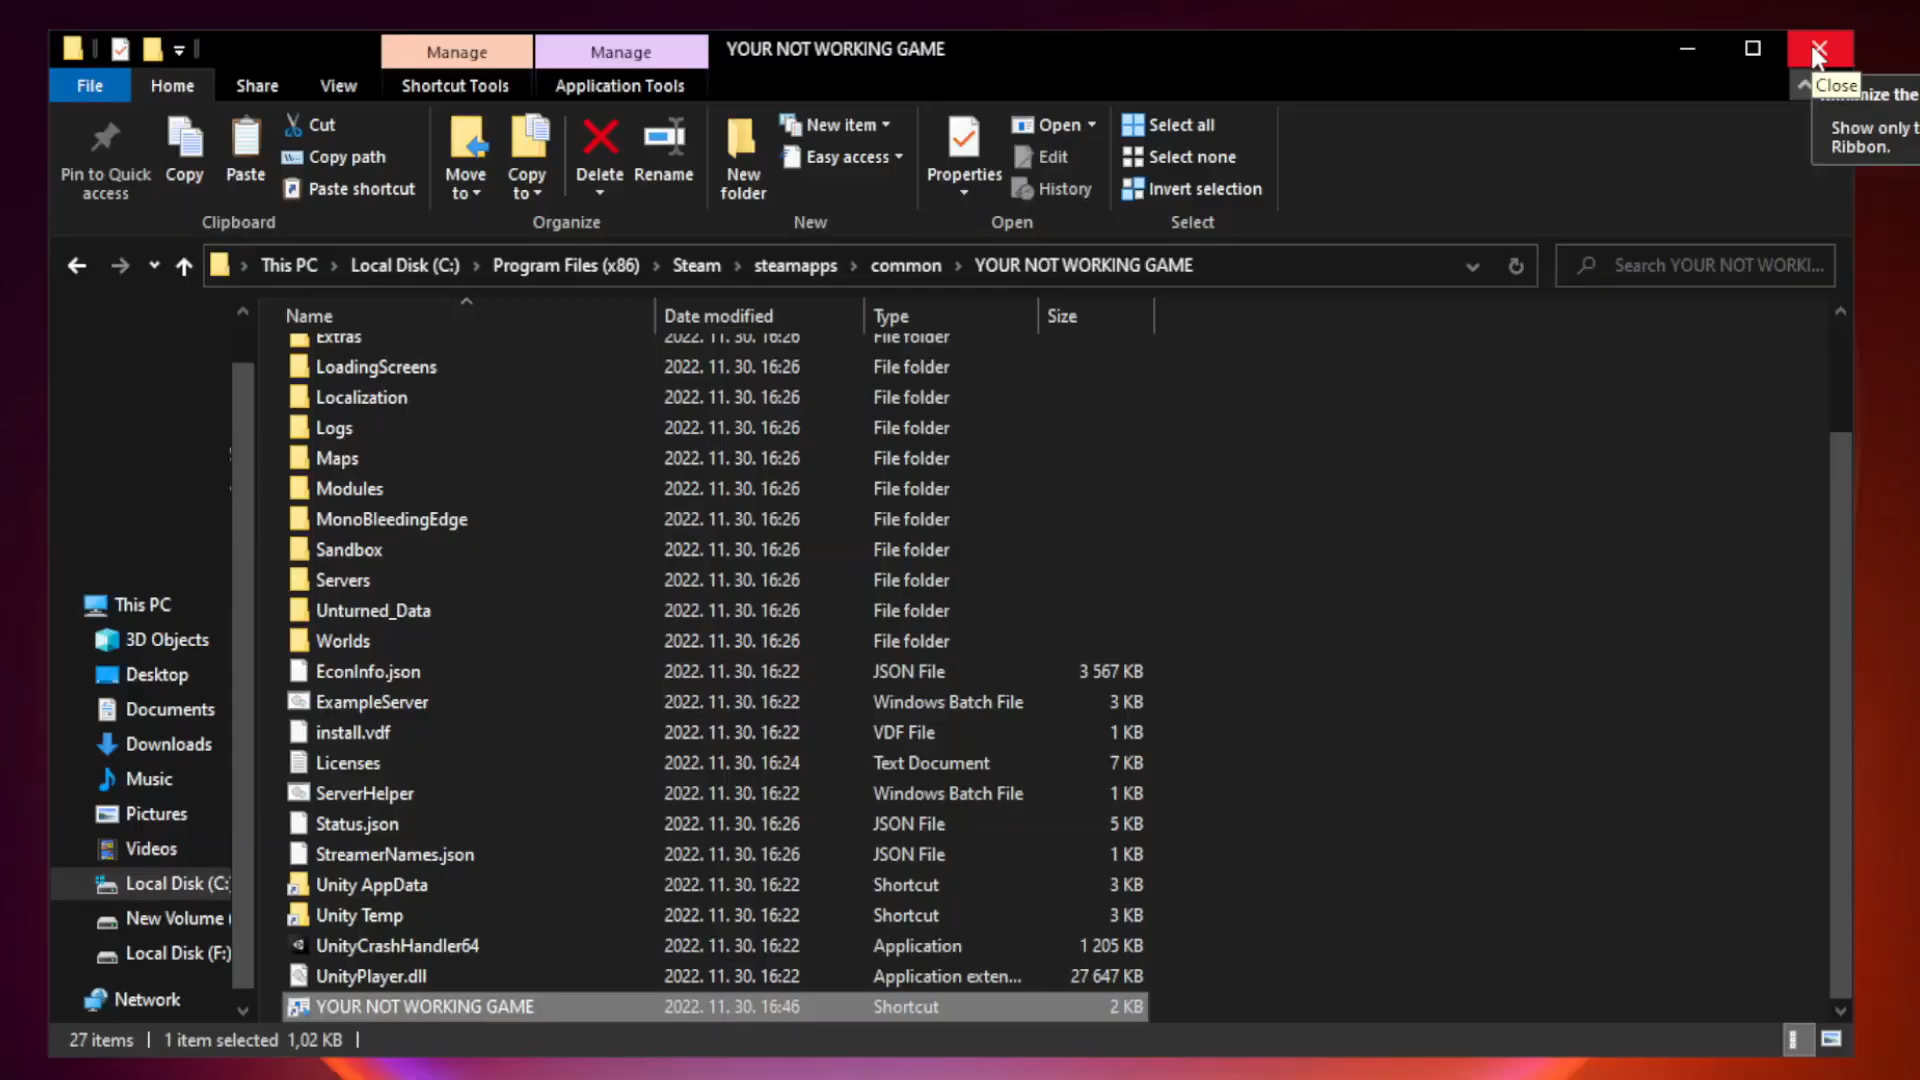 Manage Manage YOUR NOT WORKING GAME
File Home Share View Shortcut Tools Application Tools
Close
Show only t
Ribbon.
Pin to Quick access
Copy
Paste
Cut
Copy path
Paste shortcut
Clipboard
Move to
Copy to
Delete
Rename
Organize
New folder
New item
Easy access
New
Properties
Open
Edit
History
Open
Select all
Select none
Invert selection
Select
This PC > Local Disk (C:) > Program Files (x86) > Steam > steamapps > common > YOUR NOT WORKING GAME
Search YOUR NOT WORKI...
This PC
3D Objects
Desktop
Documents
Downloads
Music
Pictures
Videos
Local Disk (C:
New Volume (
Local Disk (F:)
Network
Name Date modified Type Size
Extras 2022. 11. 30. 16:26 File folder
LoadingScreens 2022. 11. 30. 16:26 File folder
Localization 2022. 11. 30. 16:26 File folder
Logs 2022. 11. 30. 16:26 File folder
Maps 2022. 11. 30. 16:26 File folder
Modules 2022. 11. 30. 16:26 File folder
MonoBleedingEdge 2022. 11. 30. 16:26 File folder
Sandbox 2022. 11. 30. 16:26 File folder
Servers 2022. 11. 30. 16:26 File folder
Unturned_Data 2022. 11. 30. 16:26 File folder
Worlds 2022. 11. 30. 16:26 File folder
EconInfo.json 2022. 11. 30. 16:22 JSON File 3 567 KB
ExampleServer 2022. 11. 30. 16:22 Windows Batch File 3 KB
install.vdf 2022. 11. 30. 16:22 VDF File 1 KB
Licenses 2022. 11. 30. 16:24 Text Document 7 KB
ServerHelper 2022. 11. 30. 16:22 Windows Batch File 1 KB
Status.json 2022. 11. 30. 16:26 JSON File 5 KB
StreamerNames.json 2022. 11. 30. 16:26 JSON File 1 KB
Unity AppData 2022. 11. 30. 16:22 Shortcut 3 KB
Unity Temp 2022. 11. 30. 16:22 Shortcut 3 KB
UnityCrashHandler64 2022. 11. 30. 16:22 Application 1 205 KB
UnityPlayer.dll 2022. 11. 30. 16:22 Application exten... 27 647 KB
YOUR NOT WORKING GAME 2022. 11. 30. 16:46 Shortcut 2 KB
27 items 1 item selected 1,02 KB